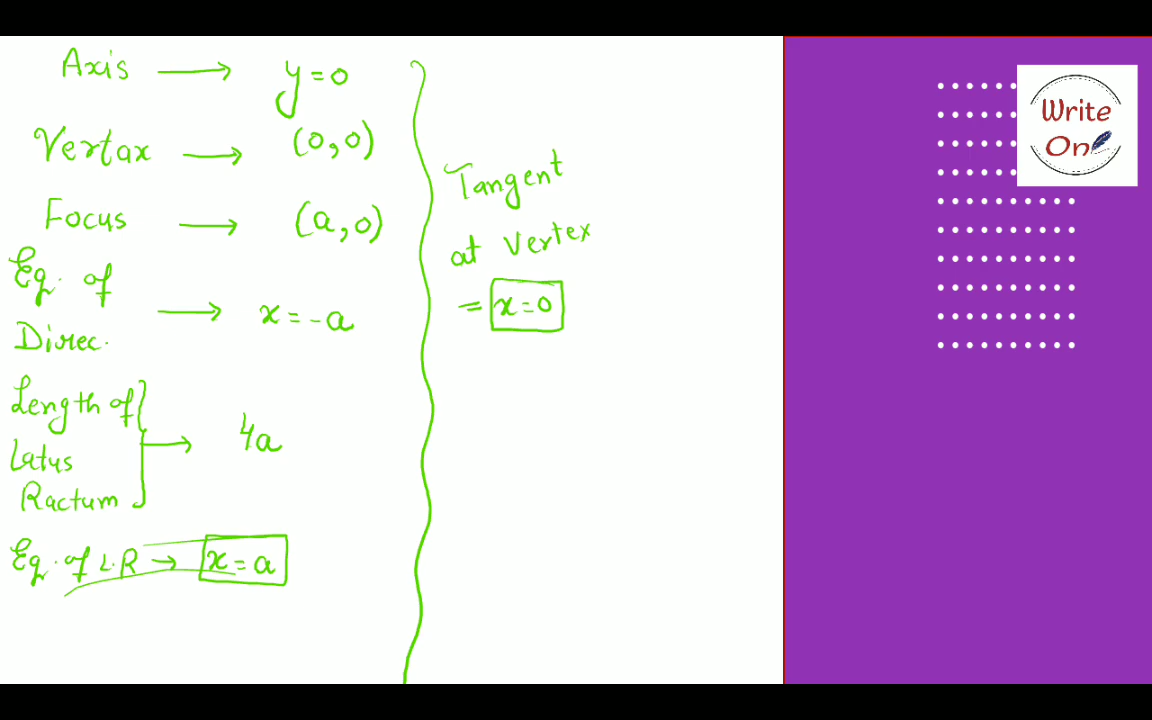 Axis → y = 0
Vertax → (0,0)
Focus → (a,0)
Eq. of
Direc. → x = -a
Length of
Latus → 4a
Ractum
Eq. of L.R → x = a
Tangent
at Vertex
= x = 0
Write
On